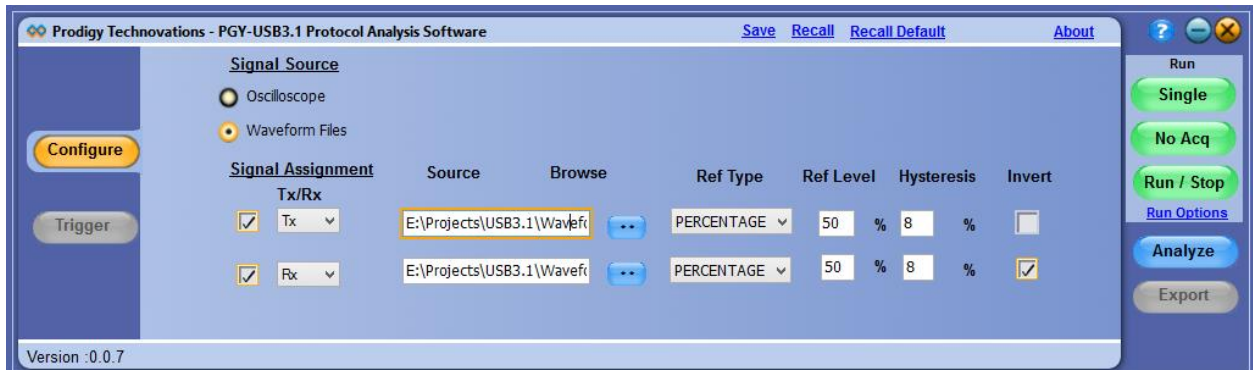 Prodigy Technovations - PGY-USB3.1 Protocol Analysis Software Save Recall Recall Default About ?
Signal Source
Oscilloscope
Waveform Files
Configure
Trigger
Signal Assignment Source Browse Ref Type Ref Level Hysteresis Invert
Tx/Rx
Tx E:\Projects\USB3.1\Wavefo .. PERCENTAGE 50 % 8 %
Rx E:\Projects\USB3.1\Wavefo .. PERCENTAGE 50 % 8 %
Run
Single
No Acq
Run / Stop
Run Options
Analyze
Export
Version :0.0.7